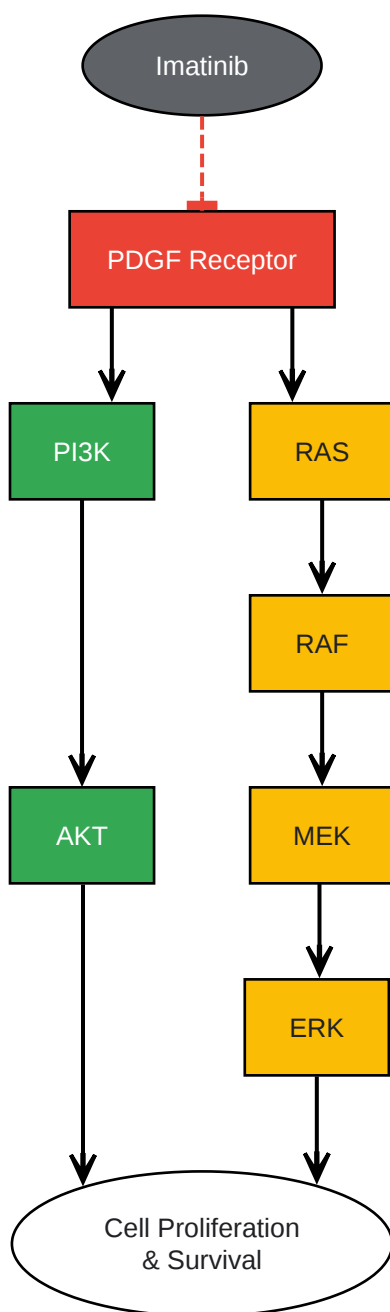 Imatinib
PDGF Receptor
PI3K
RAS
RAF
AKT
MEK
ERK
Cell Proliferation
& Survival